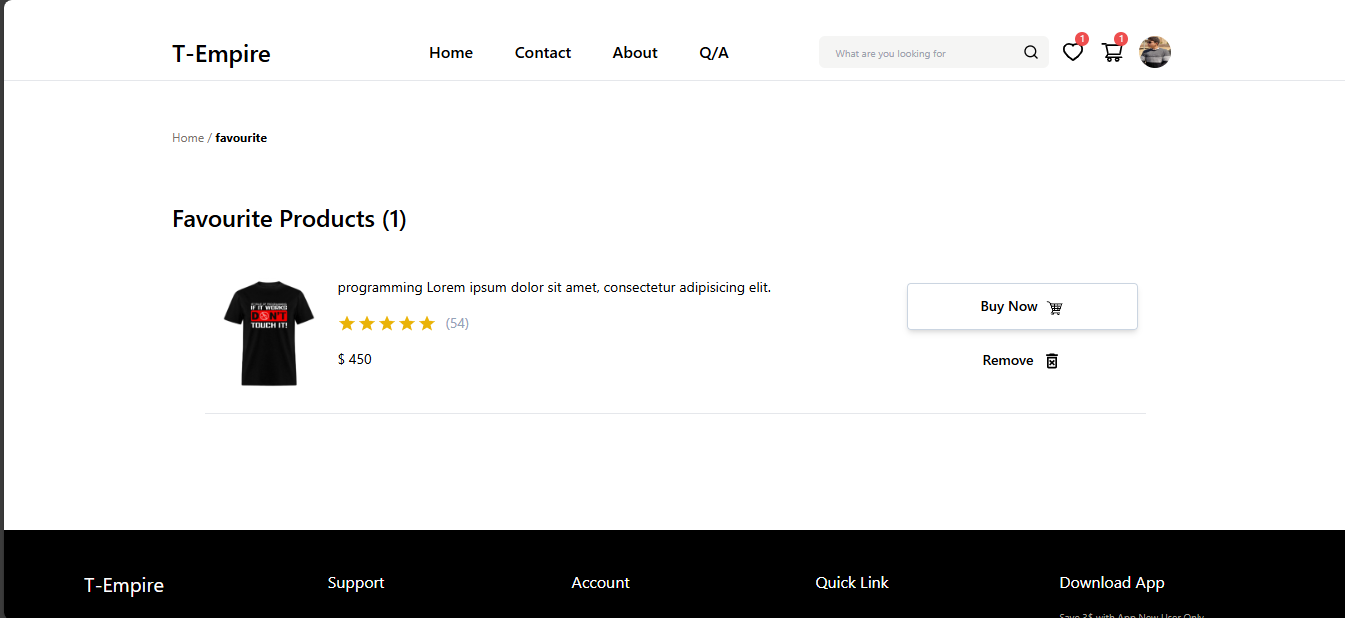 T-Empire
Home
Contact
About
Q/A
What are you looking for
1
1
Home / favourite
Favourite Products (1)
IF IT WORKS
DON'T
TOUCH IT!
programming Lorem ipsum dolor sit amet, consectetur adipisicing elit.
(54)
$ 450
Buy Now
Remove
T-Empire
Support
Account
Quick Link
Download App
Save 3$ with App New User Only